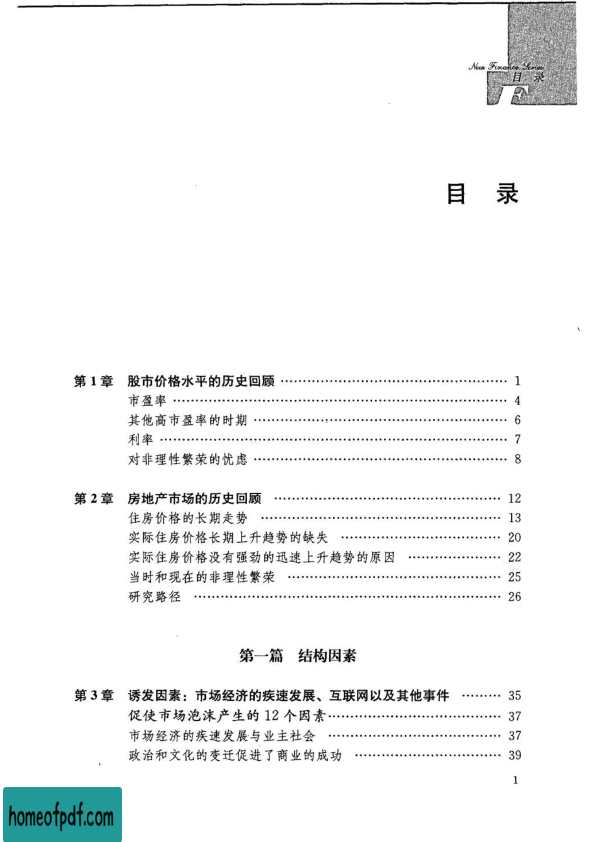 New Finance Series
目 录
目 录
第1章 股市价格水平的历史回顾 …… 1
市盈率 …… 4
其他高市盈率的时期 …… 6
利率 …… 7
对非理性繁荣的忧虑 …… 8
第2章 房地产市场的历史回顾 …… 12
住房价格的长期走势 …… 13
实际住房价格长期上升趋势的缺失 …… 20
实际住房价格没有强劲的迅速上升趋势的原因 …… 22
当时和现在的非理性繁荣 …… 25
研究路径 …… 26
第一篇 结构因素
第3章 诱发因素：市场经济的疾速发展、互联网以及其他事件 …… 35
促使市场泡沫产生的12个因素 …… 37
市场经济的疾速发展与业主社会 …… 37
政治和文化的变迁促进了商业的成功 …… 39
1
homeofpdf.com